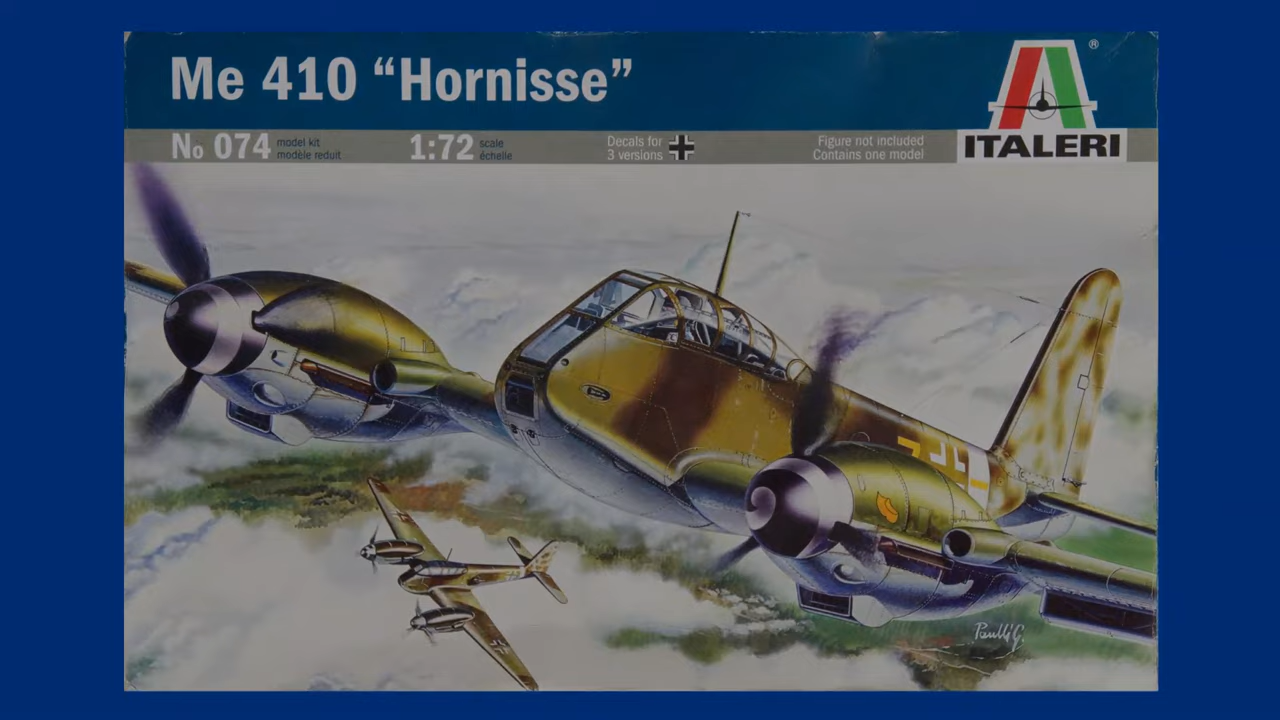 Me 410 “Hornisse”
®
ITALERI
No 074 model kit
modèle reduit
1:72 scale
échelle
Decals for
3 versions
Figure not included
Contains one model